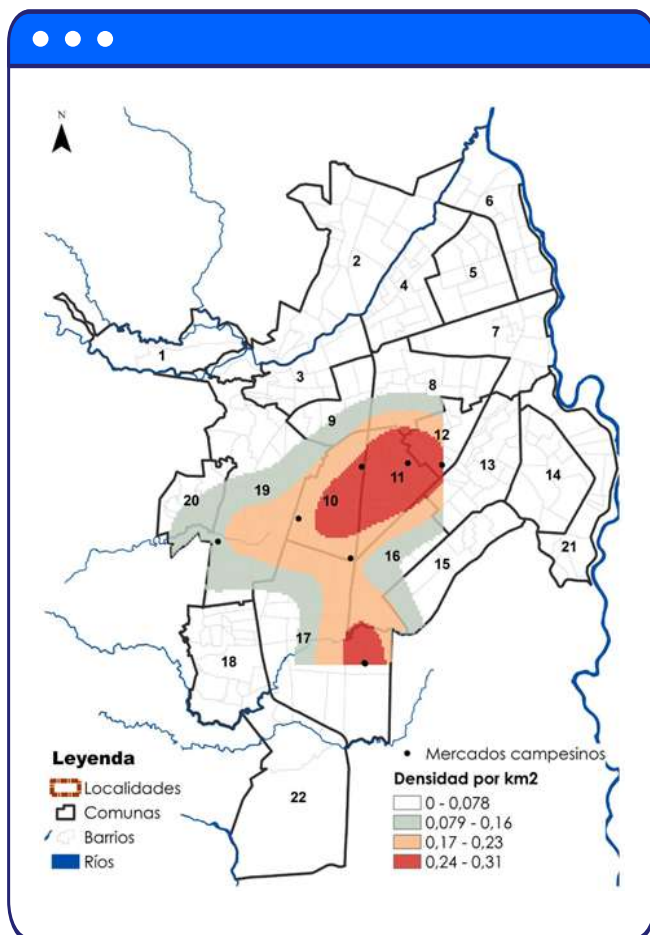 N
6
2
5
4
7
1
3
8
9
12
13
11
14
10
19
20
16
15
21
17
18
22
Leyenda
Localidades
Comunas
Barrios
Ríos
Mercados campesinos
Densidad por km2
0 - 0,078
0,079 - 0,16
0,17 - 0,23
0,24 - 0,31